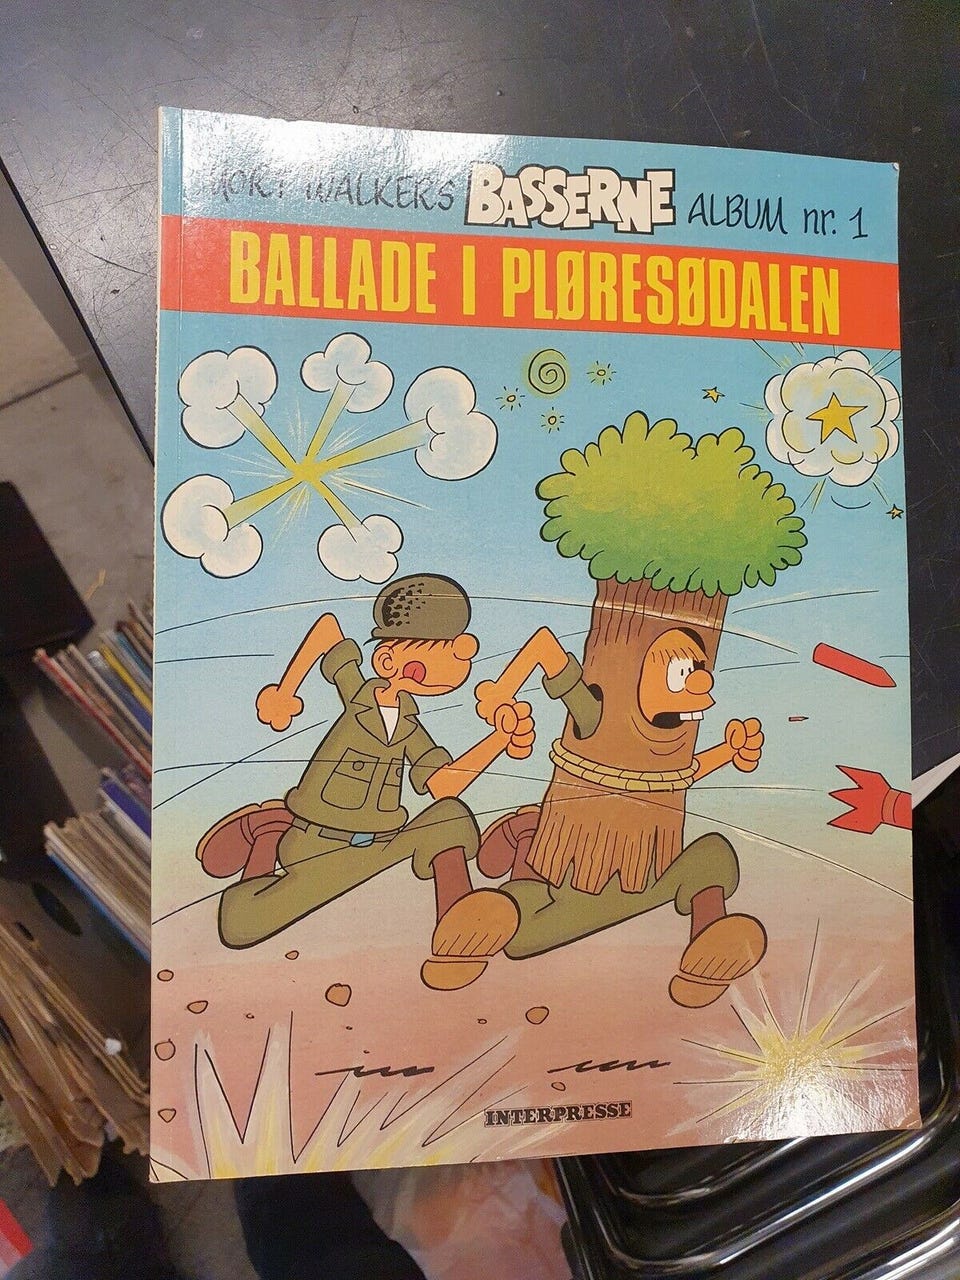 MORT WALKERS BASSERNE ALBUM nr. 1
BALLADE I PLØRESØDALEN
INTERPRESSE